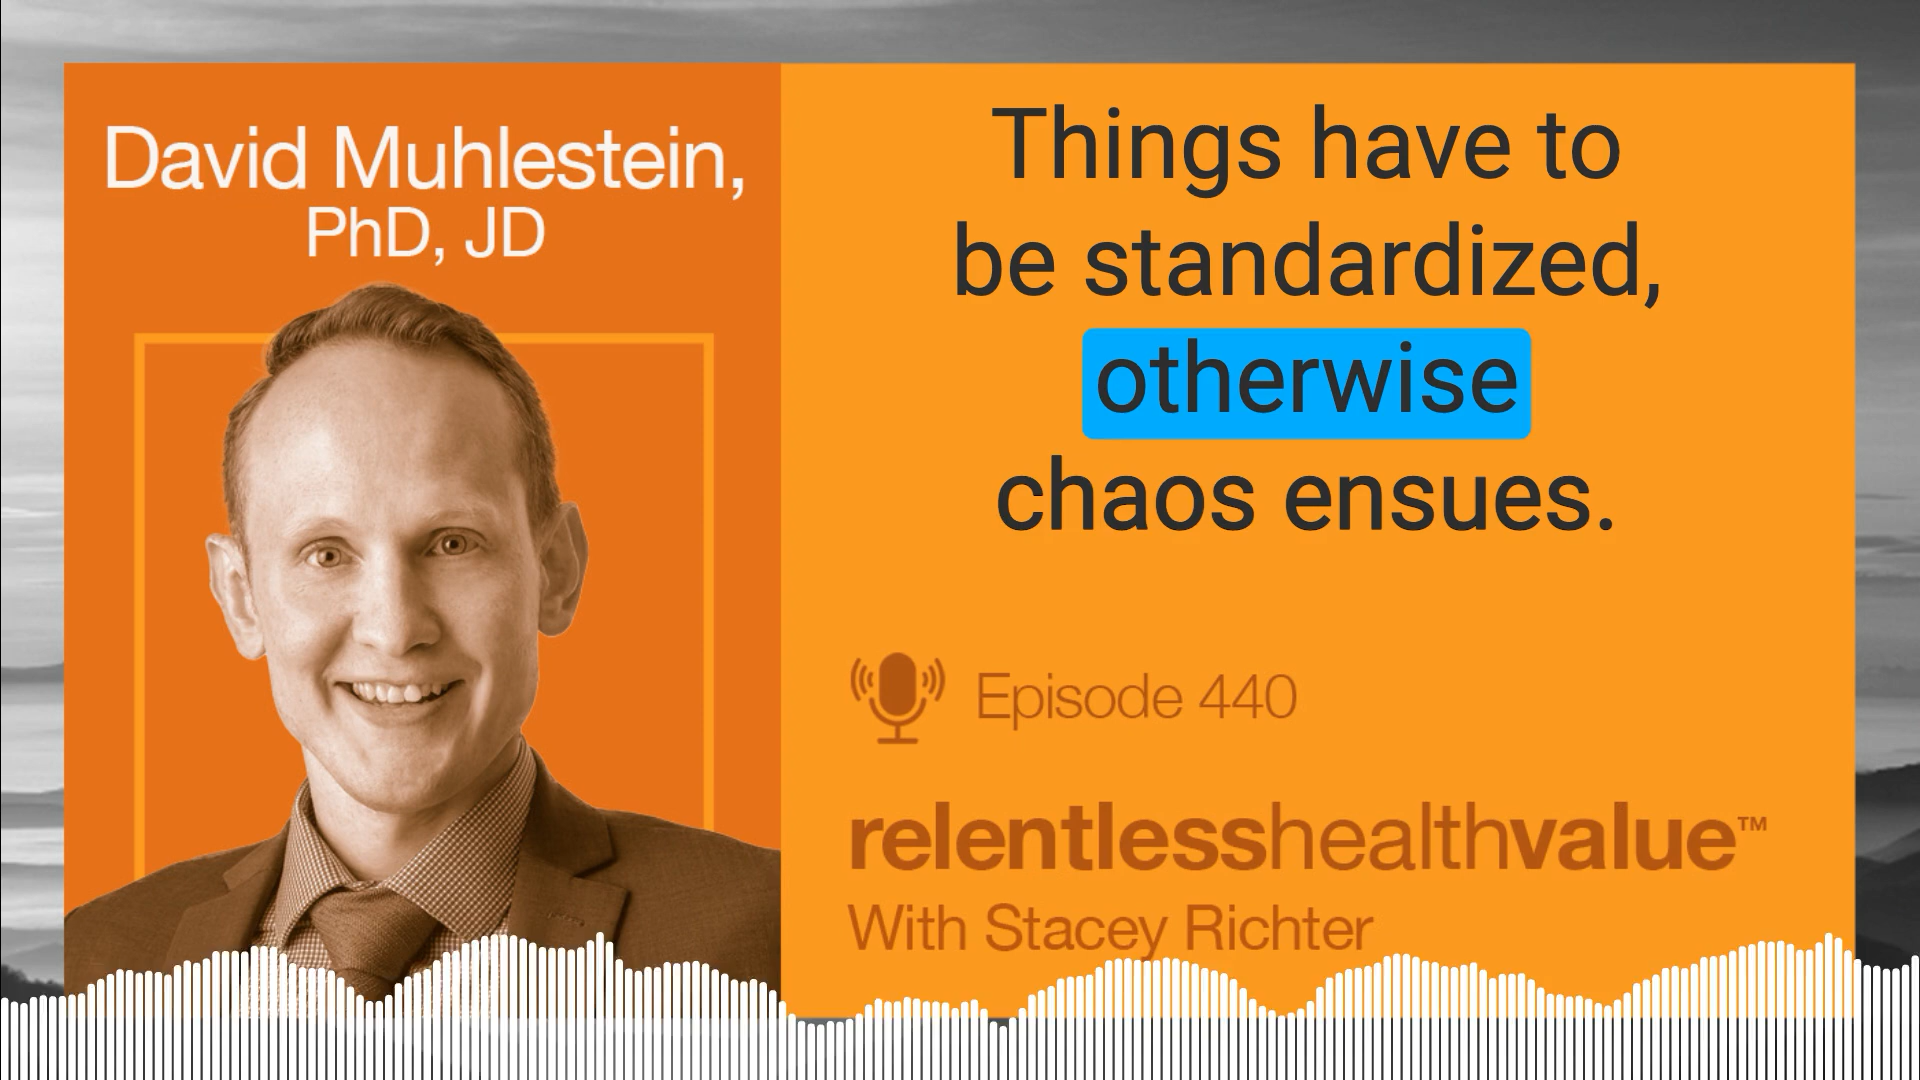 David Muhlestein,
PhD, JD
Things have to
be standardized,
otherwise
chaos ensues.
Episode 440
relentlesshealthvalue™
With Stacey Richter